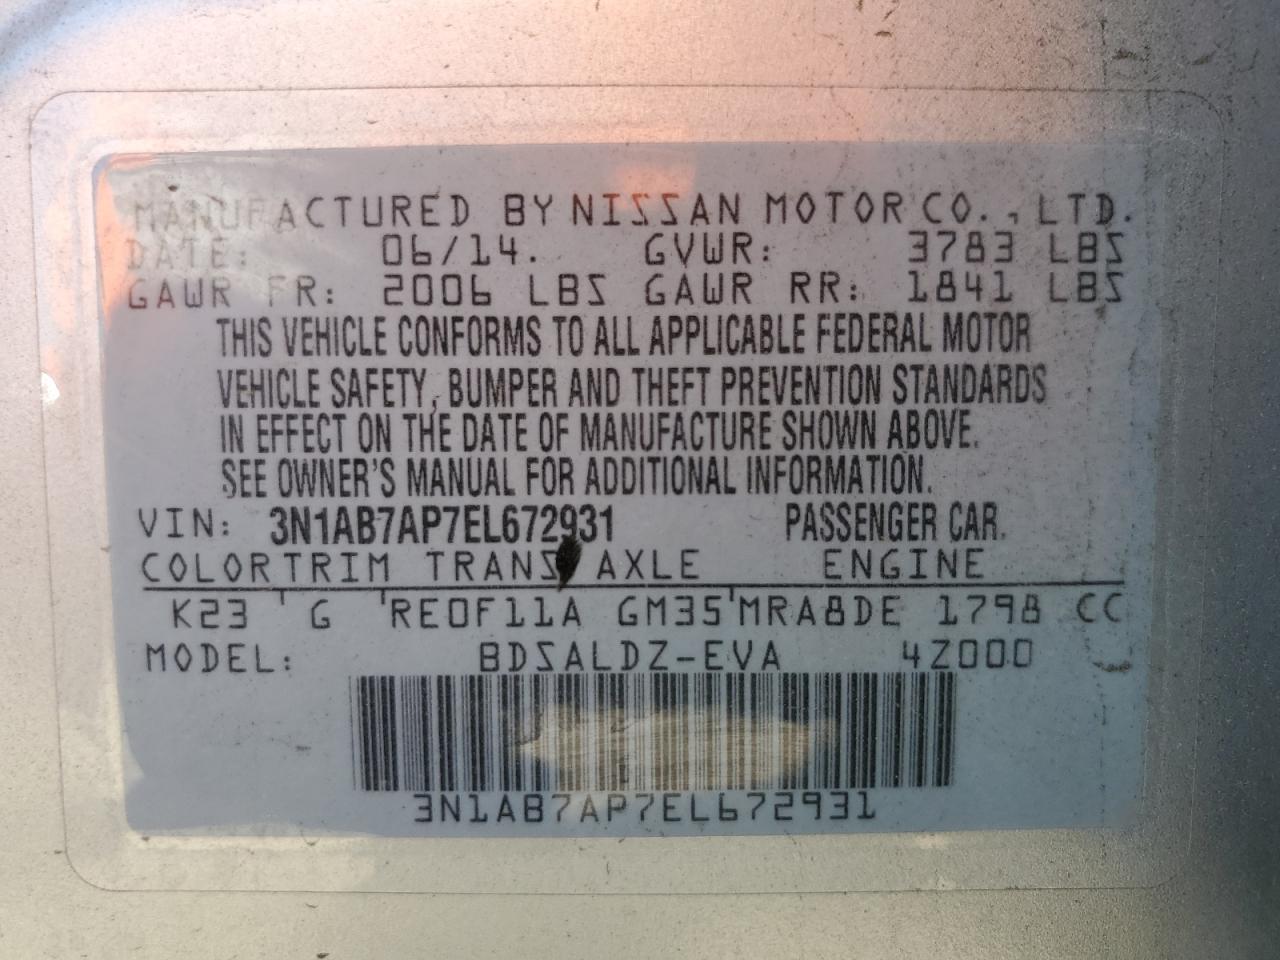 MANUFACTURED BY NISSAN MOTOR CO., LTD.
DATE: 06/14. GVWR: 3783 LBS
GAWR FR: 2006 LBS GAWR RR: 1841 LBS
THIS VEHICLE CONFORMS TO ALL APPLICABLE FEDERAL MOTOR
VEHICLE SAFETY, BUMPER AND THEFT PREVENTION STANDARDS
IN EFFECT ON THE DATE OF MANUFACTURE SHOWN ABOVE.
SEE OWNER'S MANUAL FOR ADDITIONAL INFORMATION.
VIN: 3N1AB7AP7EL672931 PASSENGER CAR.
COLOR TRIM TRANS AXLE ENGINE
K23 G RE0F11A GM35 MRA8DE 1798 CC
MODEL: BDSALDZ-EVA 4Z000
3N1AB7AP7EL672931